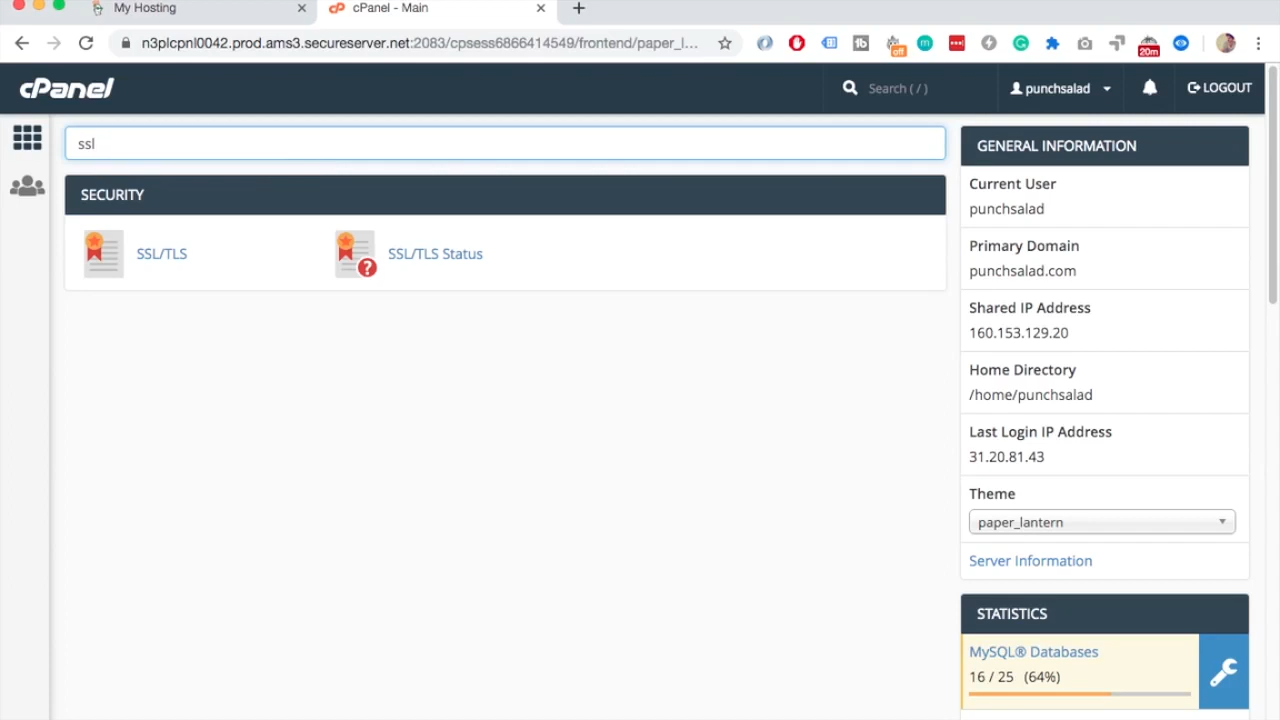 My Hosting
cPanel - Main
n3plcpnl0042.prod.ams3.secureserver.net:2083/cpsess6866414549/frontend/paper_l...
off
20m
cPanel
Search ( / )
punchsalad
LOGOUT
ssl
SECURITY
SSL/TLS
SSL/TLS Status
GENERAL INFORMATION
Current User
punchsalad
Primary Domain
punchsalad.com
Shared IP Address
160.153.129.20
Home Directory
/home/punchsalad
Last Login IP Address
31.20.81.43
Theme
paper_lantern
Server Information
STATISTICS
MySQL® Databases
16 / 25 (64%)